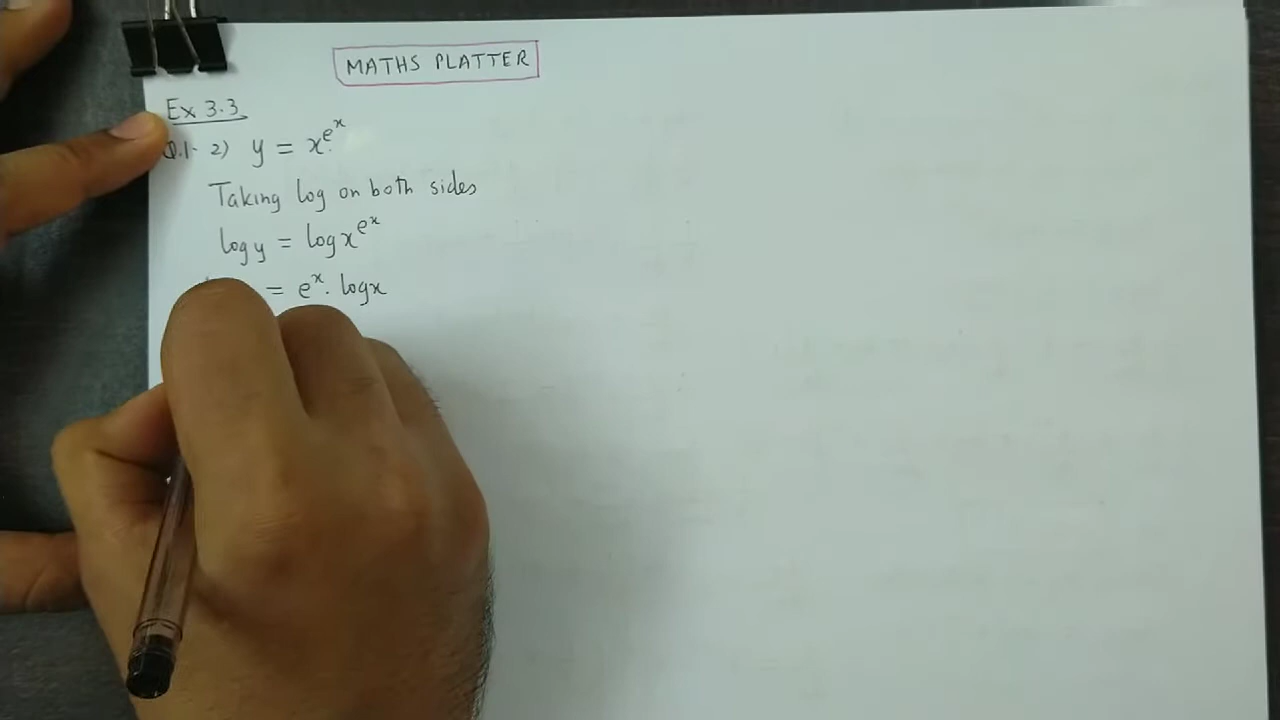 MATHS PLATTER
Ex 3.3
Q.1- 2) y = x^{e^x}
Taking log on both sides
log y = log x^{e^x}
= e^x . log x